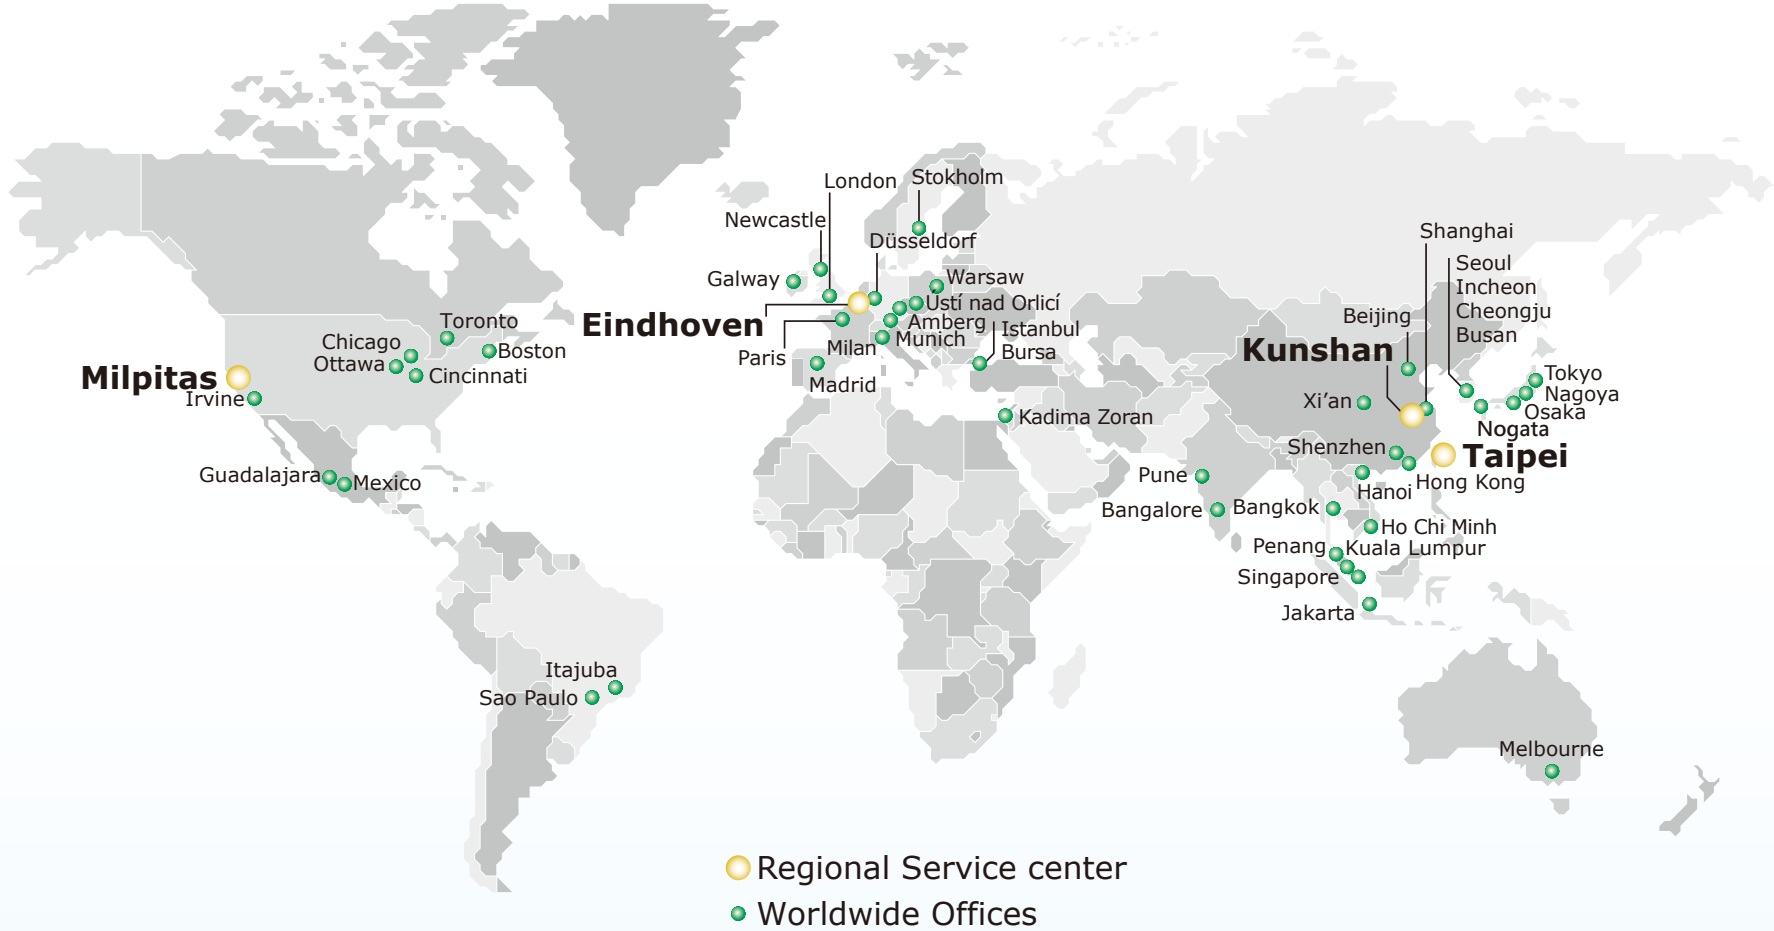 London
Stokholm
Newcastle
Düsseldorf
Galway
Warsaw
Ústí nad Orlicí
Eindhoven
Amberg
Istanbul
Munich
Bursa
Paris
Milan
Madrid
Kadima Zoran
Toronto
Chicago
Boston
Ottawa
Cincinnati
Milpitas
Irvine
Guadalajara
Mexico
Itajuba
Sao Paulo
Shanghai
Seoul
Incheon
Cheongju
Busan
Beijing
Kunshan
Tokyo
Nagoya
Osaka
Nogata
Xi’an
Shenzhen
Taipei
Hong Kong
Hanoi
Pune
Bangalore
Bangkok
Ho Chi Minh
Penang
Kuala Lumpur
Singapore
Jakarta
Melbourne
Regional Service center
Worldwide Offices